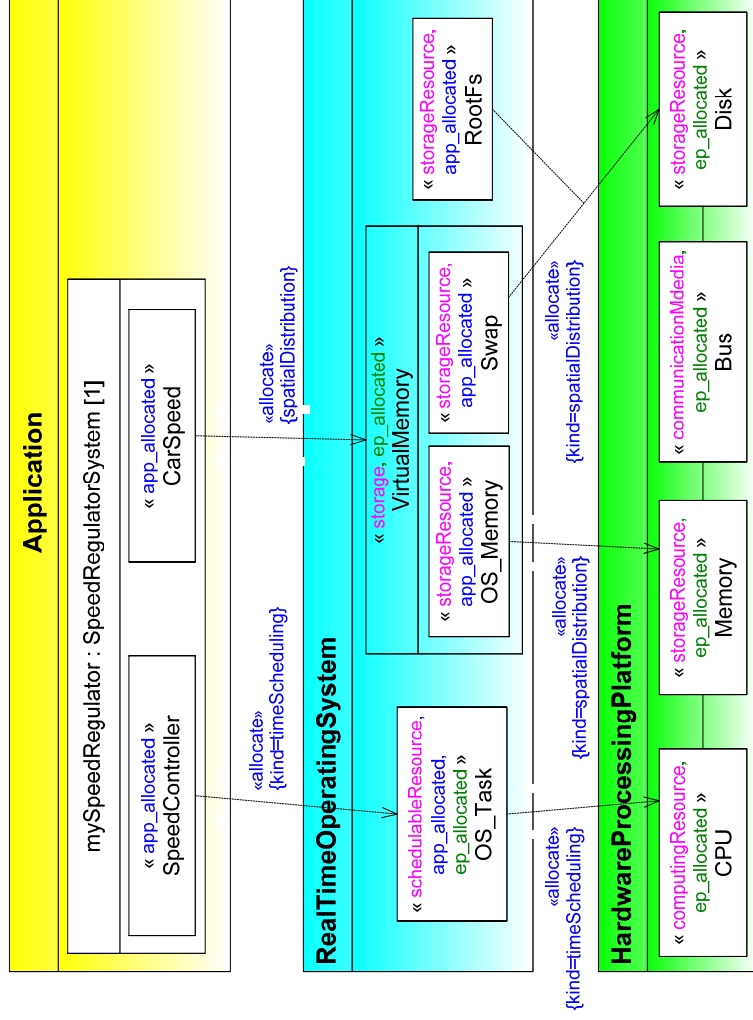 Application
mySpeedRegulator : SpeedRegulatorSystem [1]
« app_allocated »
SpeedController
« app_allocated »
CarSpeed
«allocate»
{kind=timeScheduling}
«allocate»
{spatialDistribution}
RealTimeOperatingSystem
« schedulableResource,
app_allocated,
ep_allocated »
OS_Task
« storage, ep_allocated »
VirtualMemory
« storageResource,
app_allocated »
OS_Memory
« storageResource,
app_allocated »
Swap
« storageResource,
app_allocated »
RootFs
«allocate»
{kind=timeScheduling}
«allocate»
{kind=spatialDistribution}
«allocate»
{kind=spatialDistribution}
HardwareProcessingPlatform
« computingResource,
ep_allocated »
CPU
« storageResource,
ep_allocated »
Memory
« communicationMdedia,
ep_allocated »
Bus
« storageResource,
ep_allocated »
Disk